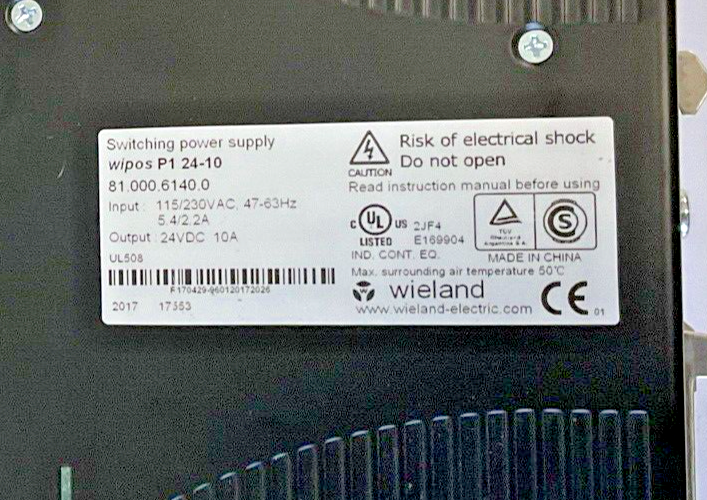 Switching power supply
wipos P1 24-10
81.000.6140.0
Input: 115/230VAC, 47-63Hz
5.4/2.2A
Output: 24VDC 10A
UL508
2017 17353
Risk of electrical shock
Do not open
CAUTION
Read instruction manual before using
C UL US 2JF4
LISTED E169904
IND. CONT. EQ.
TUV
Rheinland
Argentina S.A.
S
MADE IN CHINA
Max. surrounding air temperature 50°C
wieland
www.wieland-electric.com
CE 01